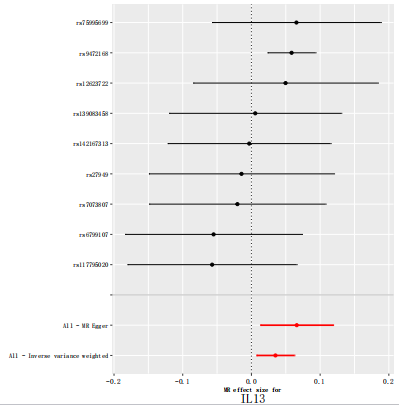 rs75995699
rs9472168
rs12623722
rs139083458
rs142167313
rs27949
rs7073807
rs6799107
rs117795020
All - MR Egger
All - Inverse variance weighted
-0.2 -0.1 0.0 0.1 0.2
MR effect size for
IL13